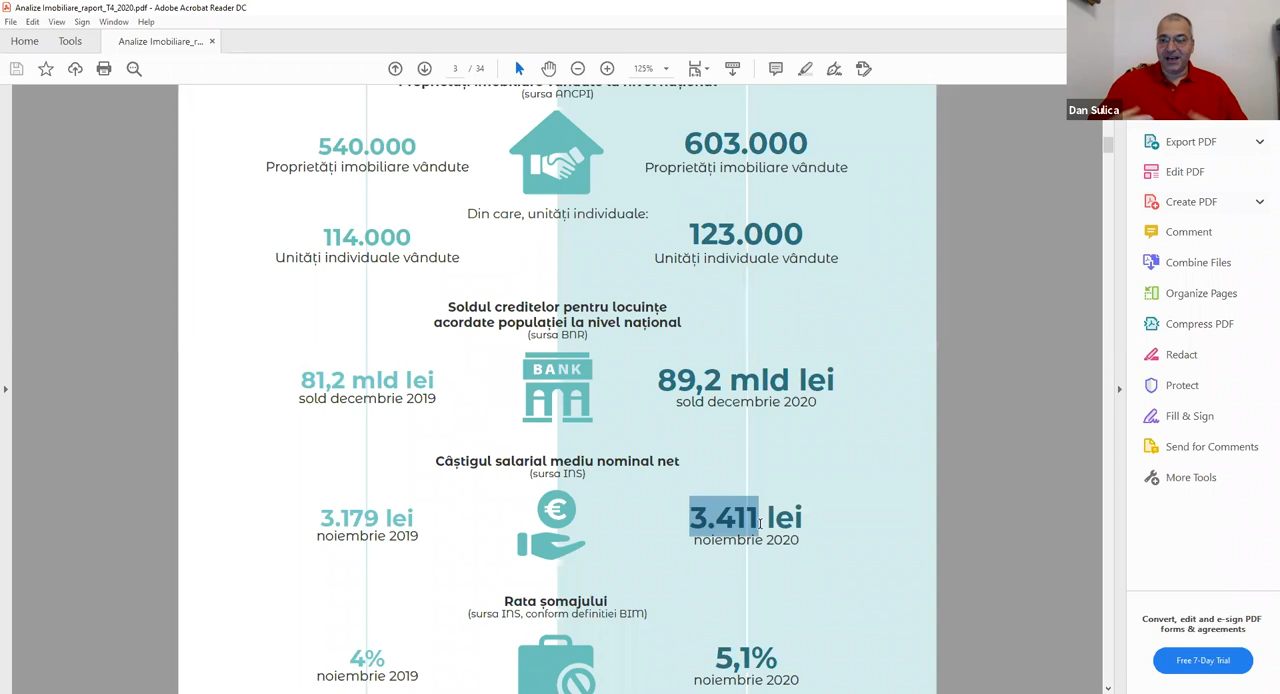 Analize Imobiliare_raport_T4_2020.pdf - Adobe Acrobat Reader DC
File Edit View Sign Window Help
Home Tools Analize Imobiliare_r... ×
3 / 34 125%
Dan Sulica
Proprietăți imobiliare vândute la nivel național
(sursa ANCPI)
540.000
Proprietăți imobiliare vândute
603.000
Proprietăți imobiliare vândute
Din care, unități individuale:
114.000
Unități individuale vândute
123.000
Unități individuale vândute
Soldul creditelor pentru locuințe
acordate populației la nivel național
(sursa BNR)
BANK
81,2 mld lei
sold decembrie 2019
89,2 mld lei
sold decembrie 2020
Câștigul salarial mediu nominal net
(sursa INS)
€
3.179 lei
noiembrie 2019
3.411 lei
noiembrie 2020
Rata șomajului
(sursa INS, conform definitiei BIM)
4%
noiembrie 2019
5,1%
noiembrie 2020
Export PDF
Edit PDF
Create PDF
Comment
Combine Files
Organize Pages
Compress PDF
Redact
Protect
Fill & Sign
Send for Comments
More Tools
Convert, edit and e-sign PDF
forms & agreements
Free 7-Day Trial